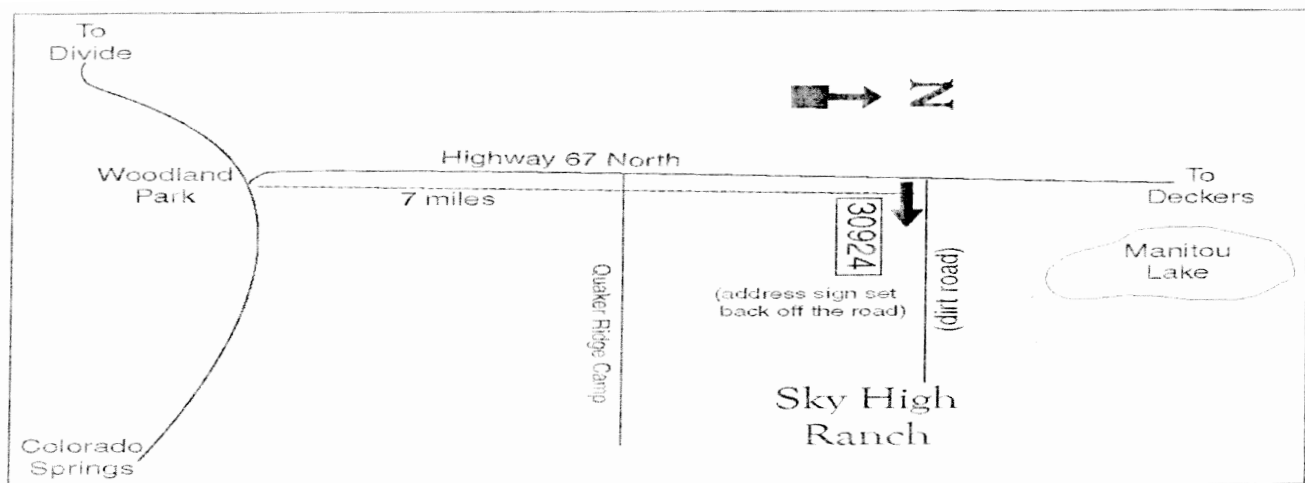 To
Divide
N
Highway 67 North
Woodland
Park
7 miles
To
Deckers
30924
Manitou
Lake
Quaker Ridge Camp
(address sign set
back off the road)
(dirt road)
Sky High
Ranch
Colorado
Springs